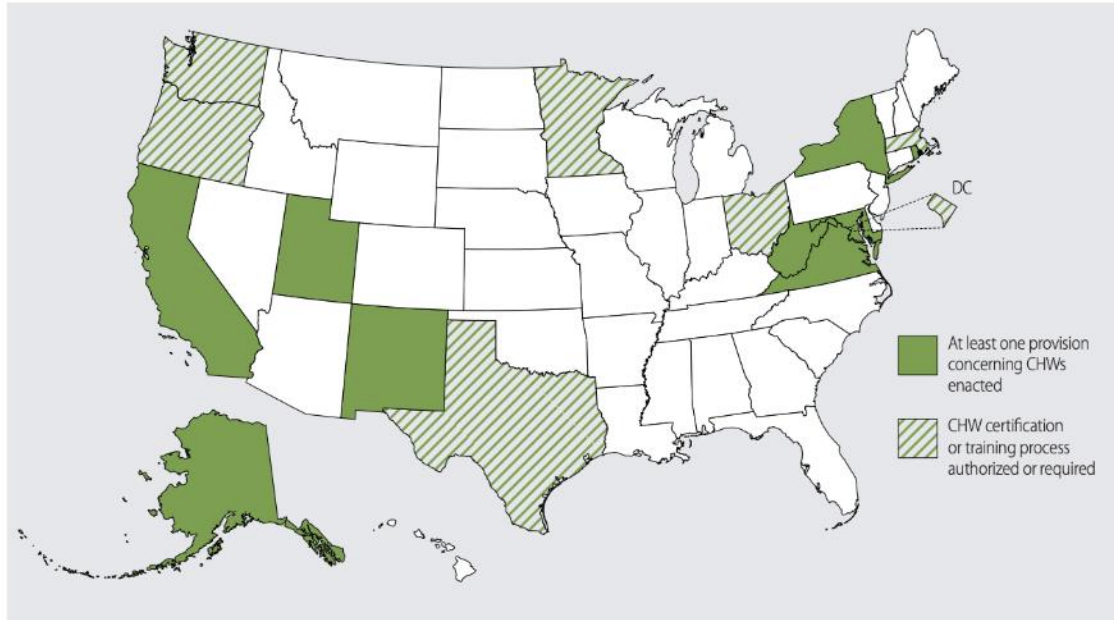 DC
At least one provision
concerning CHWs
enacted
CHW certification
or training process
authorized or required